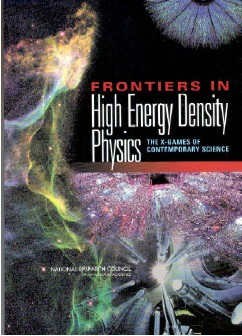 FRONTIERS IN
High Energy Density
Physics
THE X-GAMES OF
CONTEMPORARY SCIENCE
NATIONAL RESEARCH COUNCIL